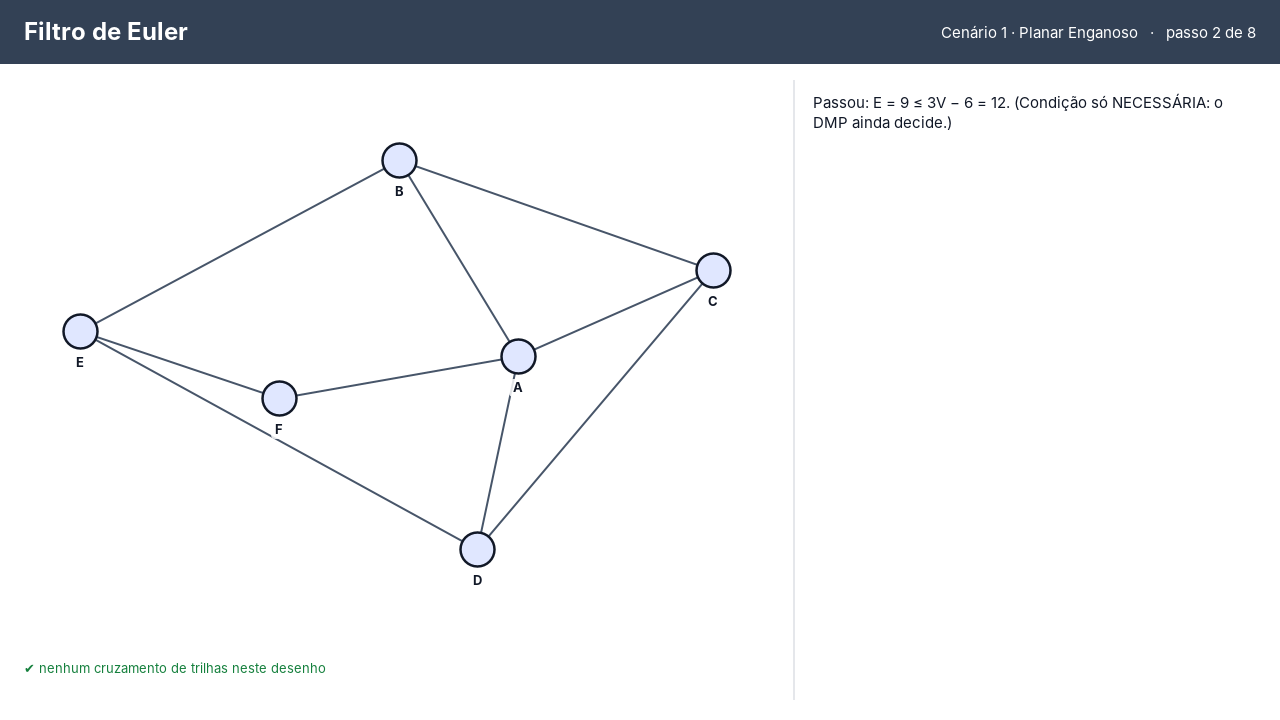 Filtro de Euler
Cenário 1 · Planar Enganoso · passo 2 de 8
Passou: E = 9 ≤ 3V − 6 = 12. (Condição só NECESSÁRIA: o
DMP ainda decide.)
B
C
E
A
F
D
✔ nenhum cruzamento de trilhas neste desenho